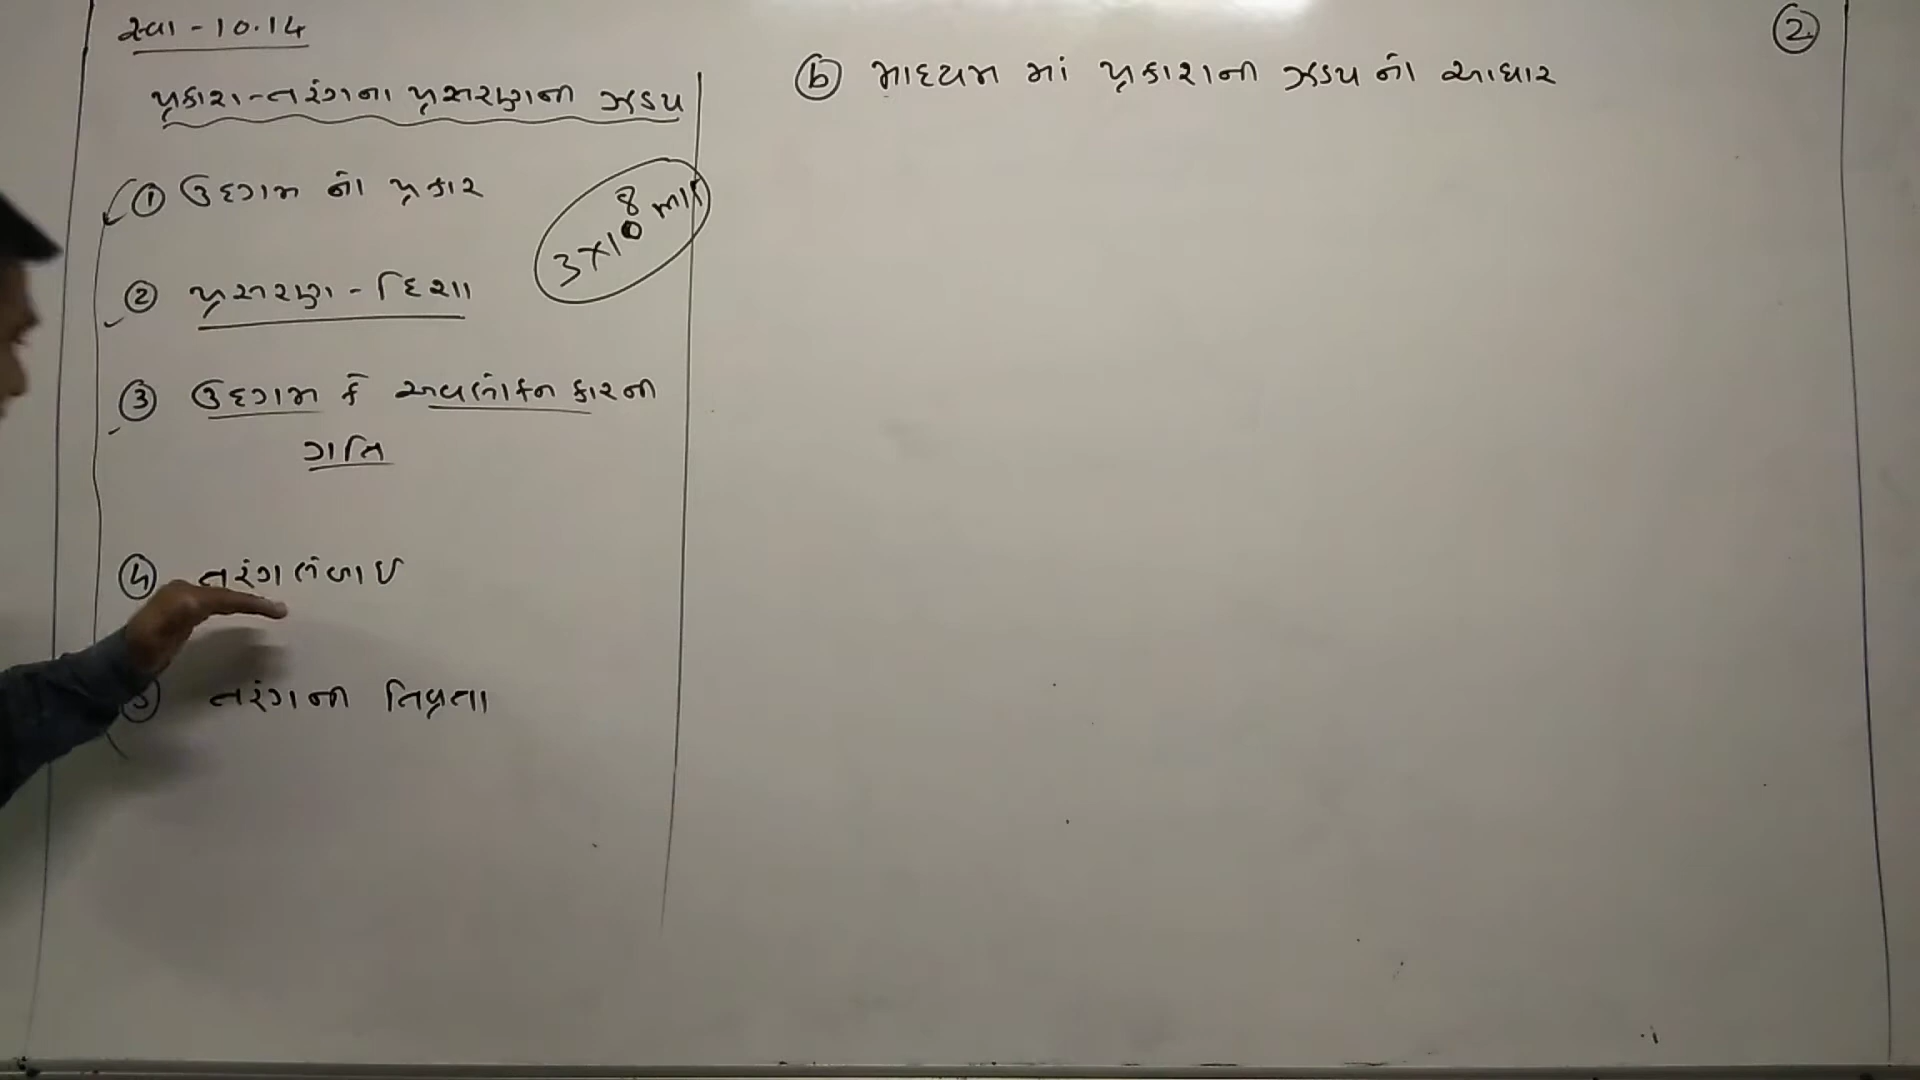 સ્વા - 10.14
પ્રકાશ-તરંગના પ્રસરણની ઝડપ
① ઉદગમ નો પ્રકાર
3×10⁸ m/s
② પ્રસરણ - દિશા
③ ઉદગમ કે અવલોકન કારની
ગતિ
④ તરંગલંબાઈ
⑤ તરંગની તિવ્રતા
②
ⓑ માધ્યમ માં પ્રકાશની ઝડપ નો આધાર